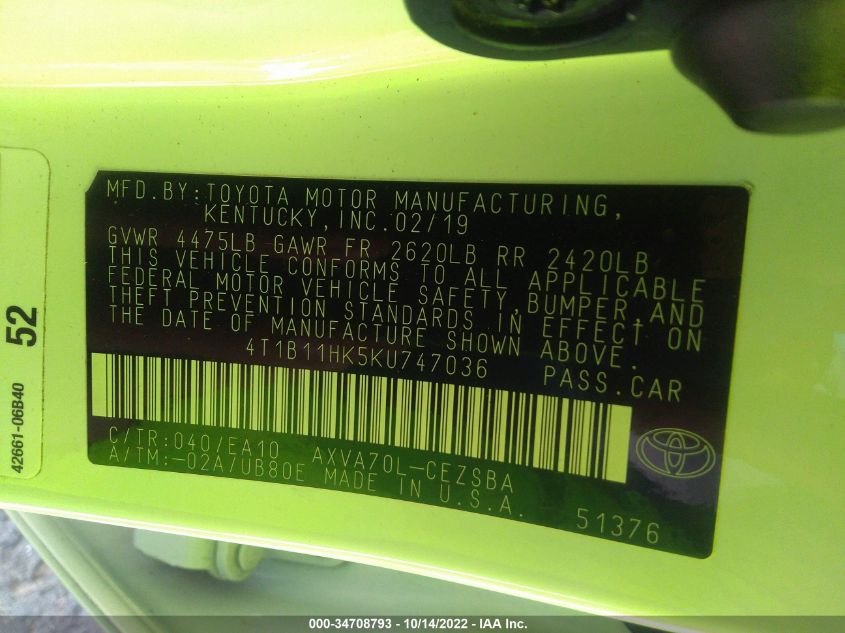 MFD.BY:TOYOTA MOTOR MANUFACTURING,
KENTUCKY,INC.02/19
GVWR 4475LB GAWR FR 2620LB RR 2420LB
THIS VEHICLE CONFORMS TO ALL APPLICABLE
FEDERAL MOTOR VEHICLE SAFETY,BUMPER,AND
THEFT PREVENTION STANDARDS IN EFFECT ON
THE DATE OF MANUFACTURE SHOWN ABOVE.
4T1B11HK5KU747036 PASS.CAR
C/TR:040/EA10 AXVA70L-CEZSBA
A/TM:-02A/UB80E MADE IN U.S.A.
51376
52
42661-06B40
000-34708793 - 10/14/2022 - IAA Inc.